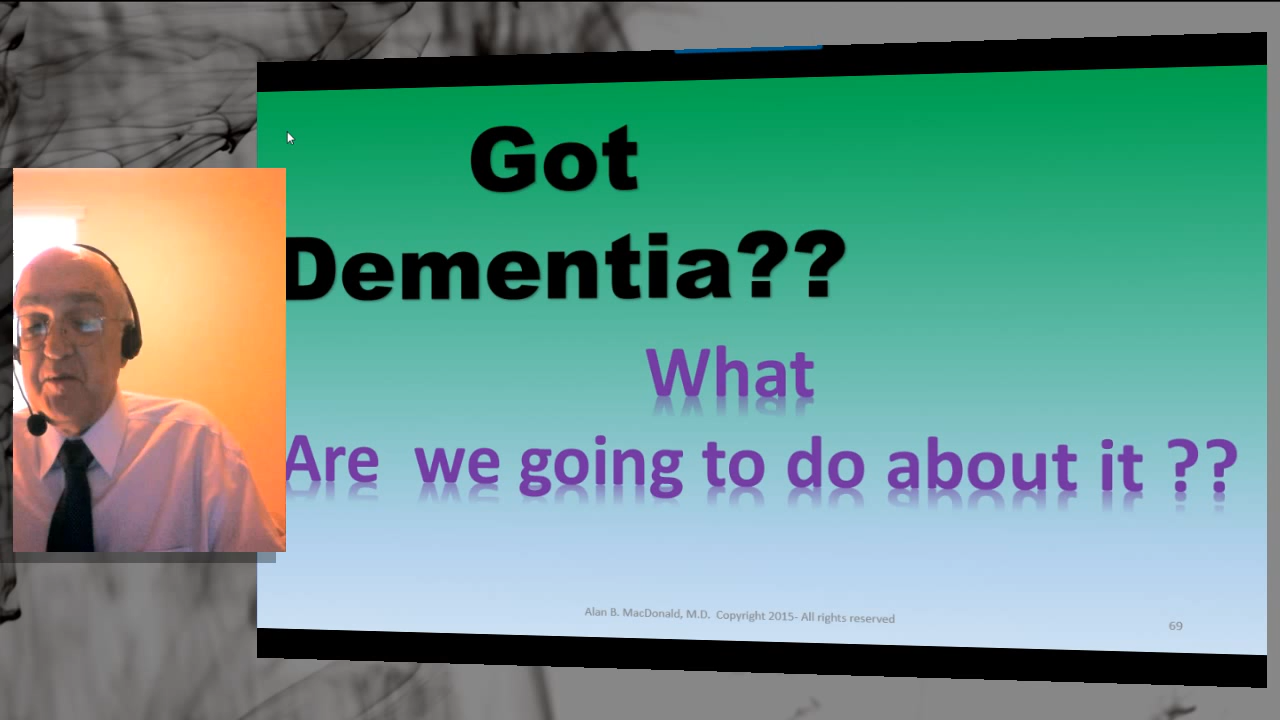 Got
Dementia??
What
Are we going to do about it ??
Alan B. MacDonald, M.D. Copyright 2015- All rights reserved
69